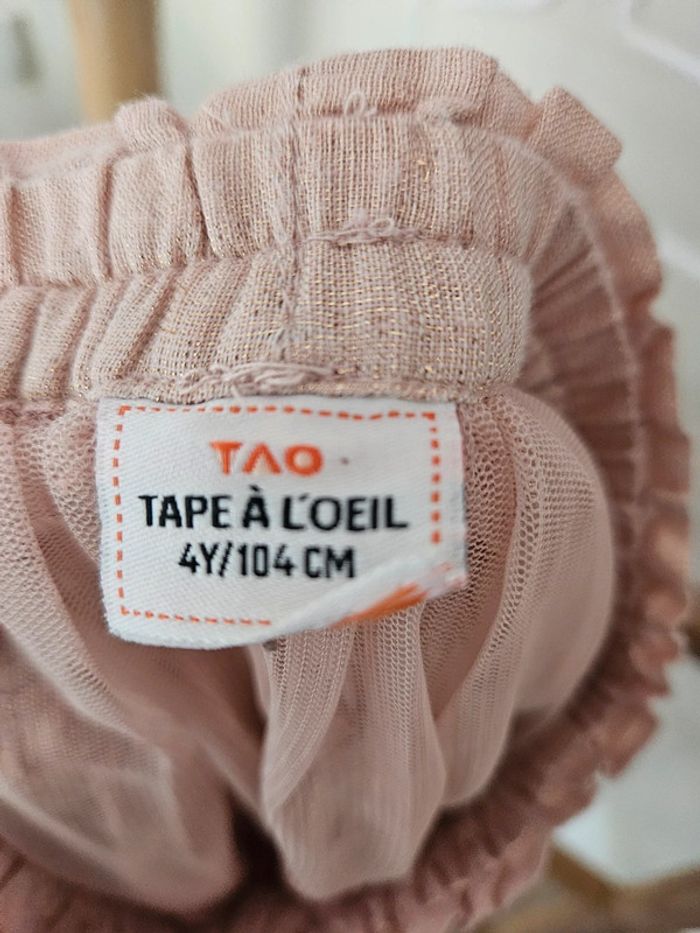 TAO
TAPE À L'OEIL
4Y/104 CM